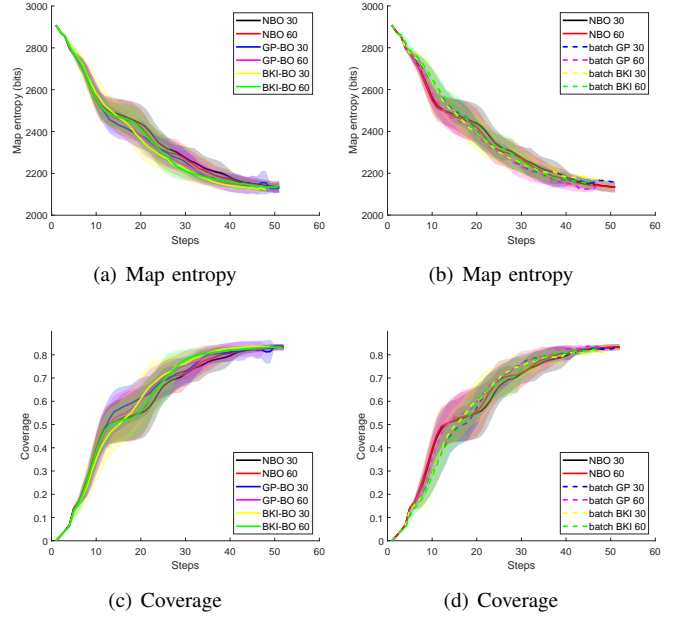 3000
2800
2600
2400
2200
2000
Map entropy (bits)
0 10 20 30 40 50 60
Steps
NBO 30
NBO 60
GP-BO 30
GP-BO 60
BKI-BO 30
BKI-BO 60
(a) Map entropy
3000
2800
2600
2400
2200
2000
Map entropy (bits)
0 10 20 30 40 50 60
Steps
NBO 30
NBO 60
batch GP 30
batch GP 60
batch BKI 30
batch BKI 60
(b) Map entropy
0.8
0.7
0.6
0.5
0.4
0.3
0.2
0.1
0
Coverage
0 10 20 30 40 50 60
Steps
NBO 30
NBO 60
GP-BO 30
GP-BO 60
BKI-BO 30
BKI-BO 60
(c) Coverage
0.8
0.7
0.6
0.5
0.4
0.3
0.2
0.1
0
Coverage
0 10 20 30 40 50 60
Steps
NBO 30
NBO 60
batch GP 30
batch GP 60
batch BKI 30
batch BKI 60
(d) Coverage